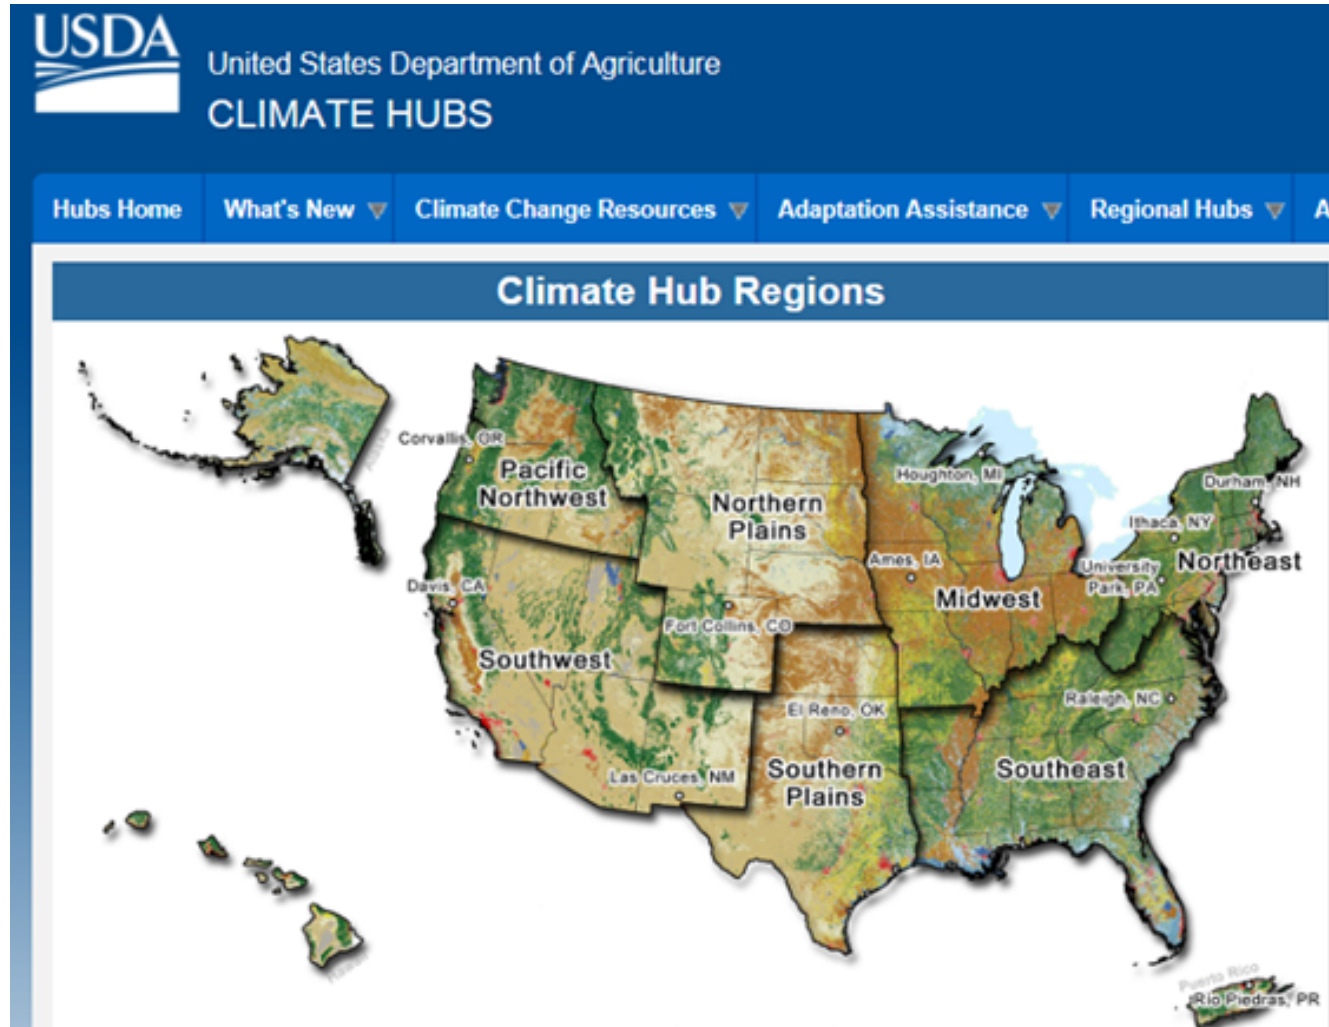 USDA
United States Department of Agriculture
CLIMATE HUBS
Hubs Home
What's New
Climate Change Resources
Adaptation Assistance
Regional Hubs
A
Climate Hub Regions
Alaska
Corvallis, OR
Pacific
Northwest
Northern
Plains
Houghton, MI
Durham, NH
Ithaca, NY
Northeast
University
Park, PA
Ames, IA
Midwest
Davis, CA
Fort Collins, CO
Southwest
El Reno, OK
Raleigh, NC
Las Cruces, NM
Southern
Plains
Southeast
Hawaii
Puerto Rico
Rio Piedras, PR